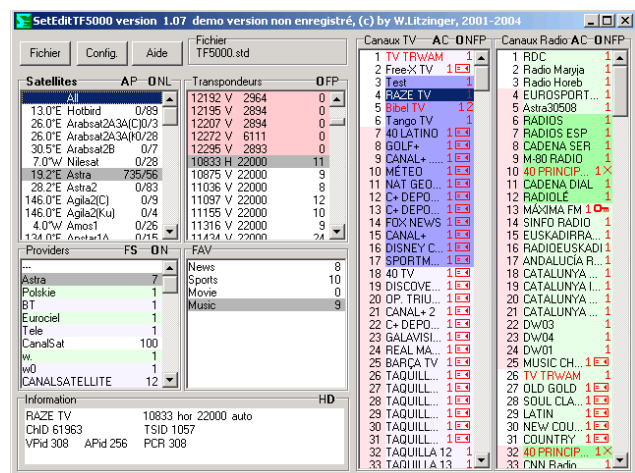 SetEditTF5000 version 1.07 demo version non enregistré, (c) by W.Litzinger, 2001-2004
Fichier
Config.
Aide
Fichier
TF5000.std
Satellites AP ONL
All
13.0°E Hotbird 0/89
26.0°E Arabsat2A3A(C) 0/3
26.0°E Arabsat2A3A(K) 0/28
30.5°E Arabsat2B 0/7
7.0°W Nilesat 0/28
19.2°E Astra 735/56
28.2°E Astra2 0/83
146.0°E Agila2(C) 0/9
146.0°E Agila2(Ku) 0/4
4.0°W Amos1 0/26
134.0°E Apstar1A 0/15
Transpondeurs OFP
12192 V 2964 0
12195 V 2894 0
12207 V 2894 0
12272 V 6111 0
12295 V 2893 0
10833 H 22000 11
10875 V 22000 9
11036 V 22000 8
11097 V 22000 12
11155 V 22000 10
11316 V 22000 9
11434 V 22000 24
Providers FS ON
---
Astra 7
Polskie 1
BT 1
Eurociel 1
Tele 1
CanalSat 100
w. 1
w0 1
CANALSATELLITE 12
FAV
News 8
Sports 10
Movie 0
Music 9
Information HD
RAZE TV 10833 hor 22000 auto
ChID 61963 TSID 1057
VPid 308 APid 256 PCR 308
Canaux TV AC ONFP
1 TV TRWAM 1
2 Free-X TV 1
3 Test 1
4 RAZE TV 1
5 Bibel TV 12
6 Tango TV 1
7 40 LATINO 1
8 GOLF+ 1
9 CANAL+ .... 1
10 MÉTEO 1
11 NAT GEO... 1
12 C+ DEPO... 1
13 C+ DEPO... 1
14 FOX NEWS 1
15 CANAL+ 1
16 DISNEY C... 1
17 SPORTM... 1
18 40 TV 1
19 DISCOVE... 1
20 OP. TRIU... 1
21 CANAL+ 2 1
22 C+ DEPO... 1
23 GALAVISI... 1
24 REAL MA... 1
25 BARÇA TV 1
26 TAQUILL... 1
27 TAQUILL... 1
28 TAQUILL... 1
29 TAQUILL... 1
30 TAQUILL... 1
31 TAQUILL... 1
32 TAQUILLA 12 1
33 TAQUILLA 13 1
Canaux Radio AC ONFP
1 RDC 1
2 Radio Maryja 1
3 Radio Horeb 1
4 EUROSPORT... 1
5 Astra30508 1
6 RADIOS 1
7 RADIOS ESP 1
8 CADENA SER 1
9 M-80 RADIO 1
10 40 PRINCIP... 1X
11 CADENA DIAL 1
12 RADIOLÉ 1
13 MÁXIMA FM 1
14 SINFO RADIO 1
15 EUSKADIRRA... 1
16 RADIOEUSKADI 1
17 ANDALUCÍA R... 1
18 CATALUNYA ... 1
19 CATALUNYA I... 1
20 CATALUNYA ... 1
21 CATALUNYA ... 1
22 DW03 1
23 DW04 1
24 DW01 1
25 MUSIC CH... 1
26 TV TRWAM 1
27 OLD GOLD 1
28 SOUL CLA... 1
29 LATIN 1
30 NEW COU... 1
31 COUNTRY 1
32 40 PRINCIP... 1X
33 CNN Radio 1